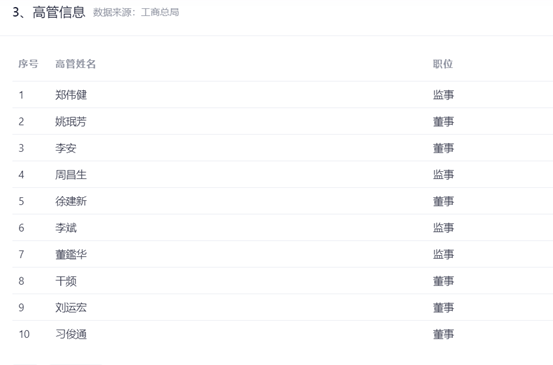 3、高管信息 数据来源：工商总局
序号 高管姓名 职位
1 郑伟健 监事
2 姚珉芳 董事
3 李安 董事
4 周昌生 监事
5 徐建新 董事
6 李斌 监事
7 董鑑华 监事
8 干频 董事
9 刘运宏 董事
10 习俊通 董事